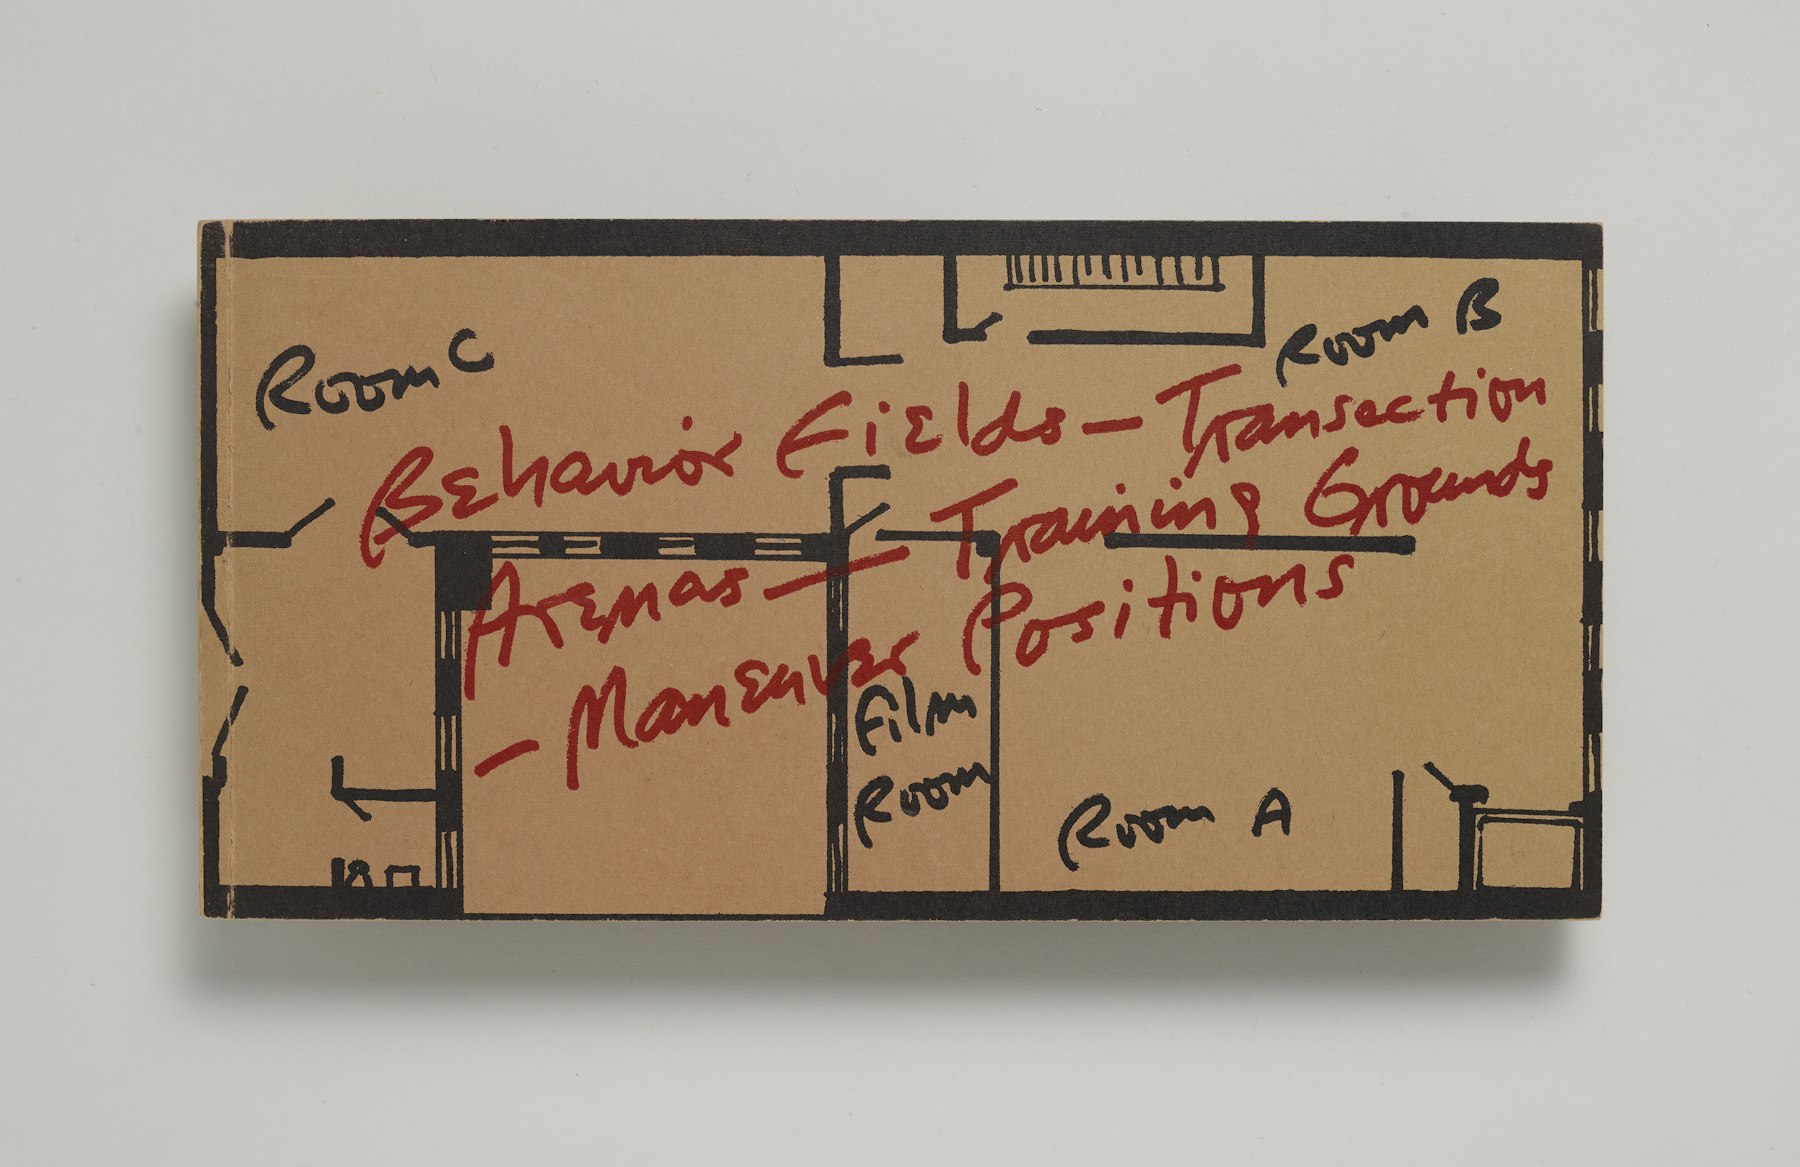 Room C
Room B
Behavior Fields — Transection
Arenas — Training Grounds
- Maneuver Positions
Film
Room
Room A